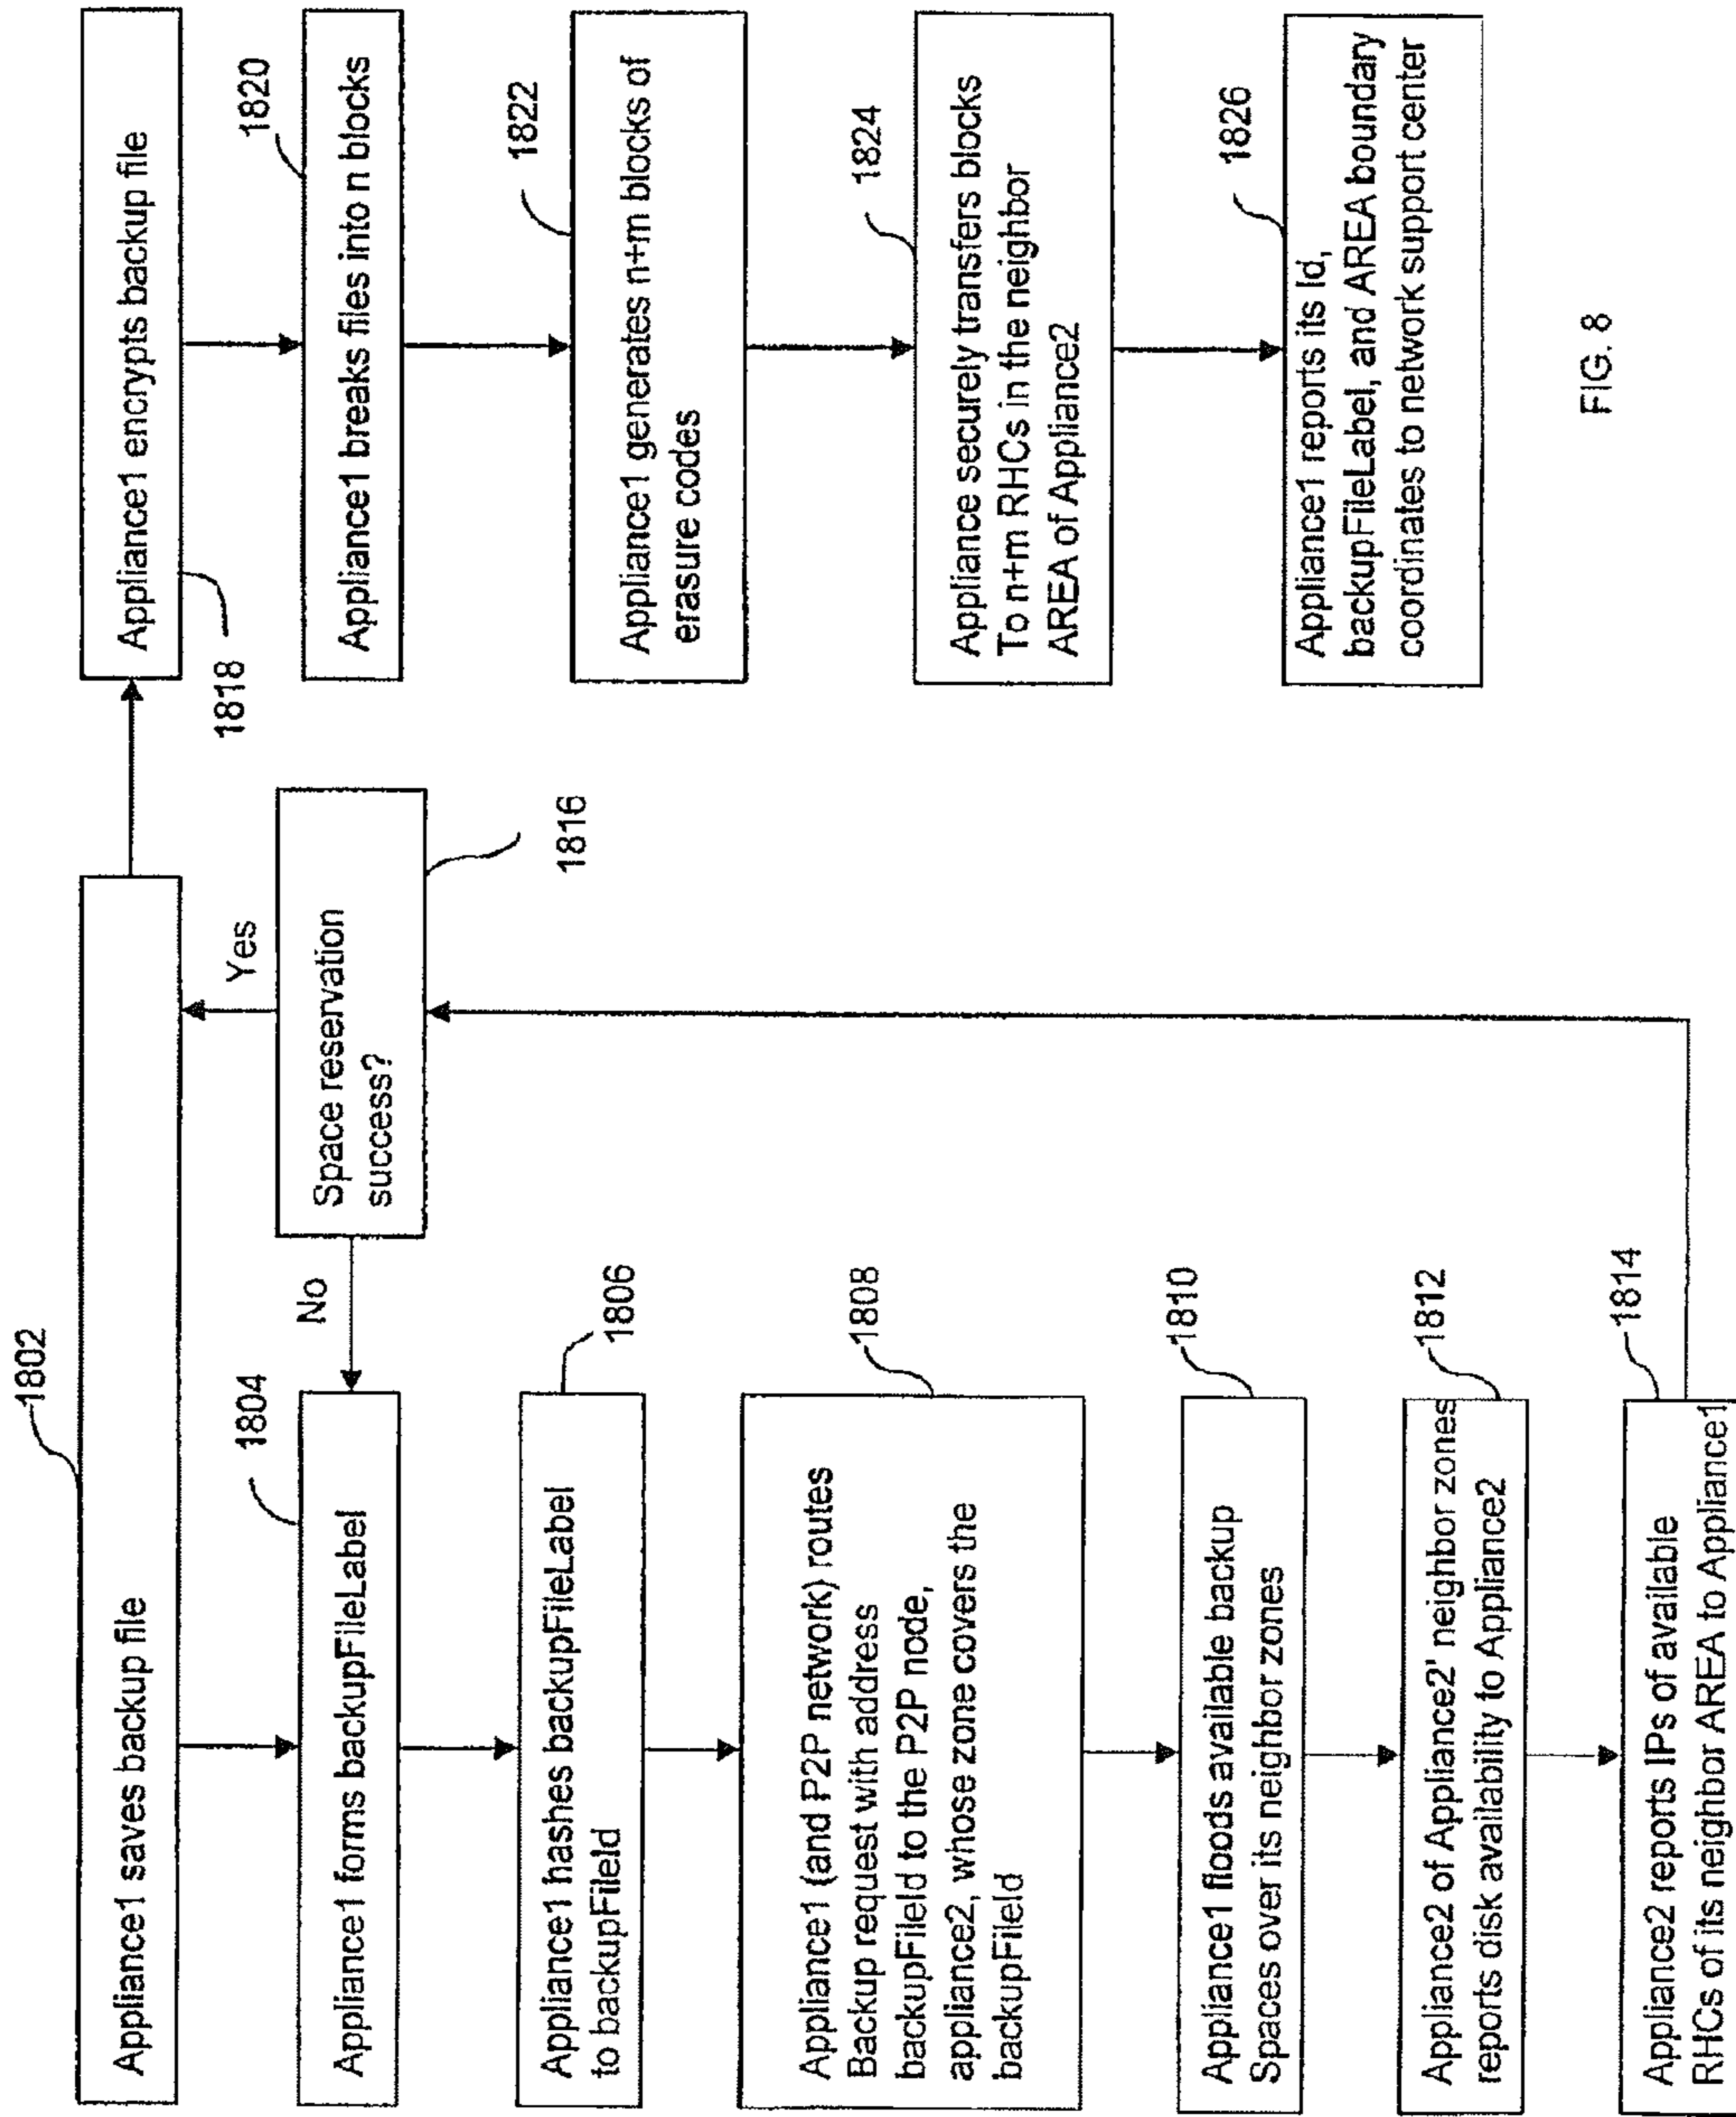 1802
Appliance1 saves backup file
1804
Appliance1 forms backupFileLabel
1806
Appliance1 hashes backupFileLabel
to backupFileId
1808
Appliance1 (and P2P network) routes
Backup request with address
backupFileId to the P2P node,
appliance2, whose zone covers the
backupFileId
1810
Appliance1 floods available backup
Spaces over its neighbor zones
1812
Appliance2 of Appliance2' neighbor zones
reports disk availability to Appliance2
1814
Appliance2 reports IPs of available
RHCs of its neighbor AREA to Appliance1
No
Yes
Space reservation
success?
1816
Appliance1 encrypts backup file
1818
1820
Appliance1 breaks files into n blocks
1822
Appliance1 generates n+m blocks of
erasure codes
1824
Appliance securely transfers blocks
To n+m RHCs in the neighbor
AREA of Appliance2
1826
Appliance1 reports its Id,
backupFileLabel, and AREA boundary
coordinates to network support center
FIG. 8